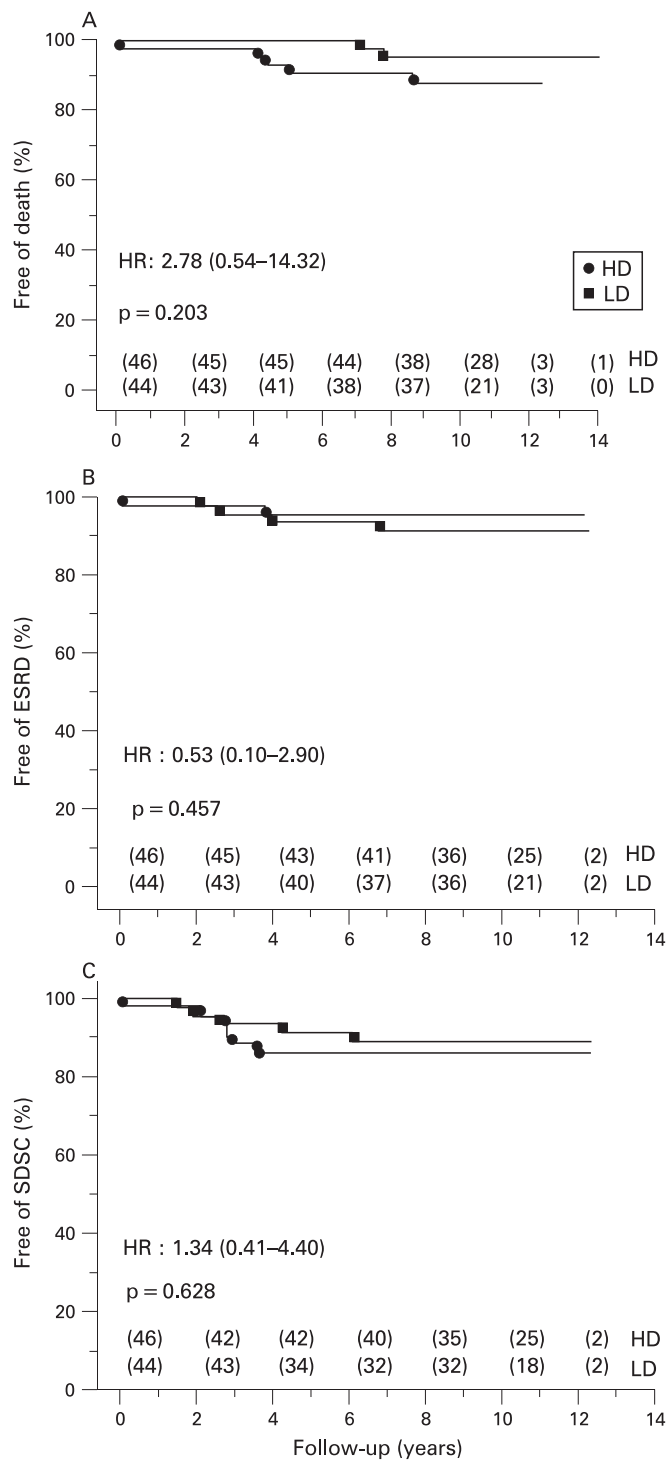 A
100
80
60
40
20
0
Free of death (%)
HR: 2.78 (0.54–14.32)
p = 0.203
HD
LD
(46) (45) (45) (44) (38) (28) (3) (1) HD
(44) (43) (41) (38) (37) (21) (3) (0) LD
0 2 4 6 8 10 12 14
B
100
80
60
40
20
0
Free of ESRD (%)
HR : 0.53 (0.10–2.90)
p = 0.457
(46) (45) (43) (41) (36) (25) (2) HD
(44) (43) (40) (37) (36) (21) (2) LD
0 2 4 6 8 10 12 14
C
100
80
60
40
20
0
Free of SDSC (%)
HR : 1.34 (0.41–4.40)
p = 0.628
(46) (42) (42) (40) (35) (25) (2) HD
(44) (43) (34) (32) (32) (18) (2) LD
0 2 4 6 8 10 12 14
Follow-up (years)